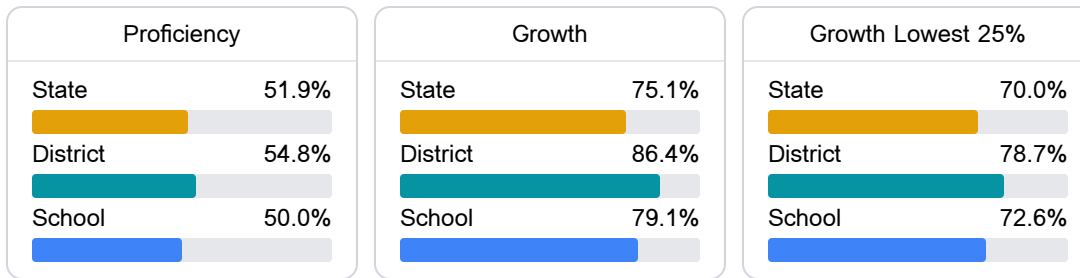 Proficiency
State 51.9%
District 54.8%
School 50.0%
Growth
State 75.1%
District 86.4%
School 79.1%
Growth Lowest 25%
State 70.0%
District 78.7%
School 72.6%